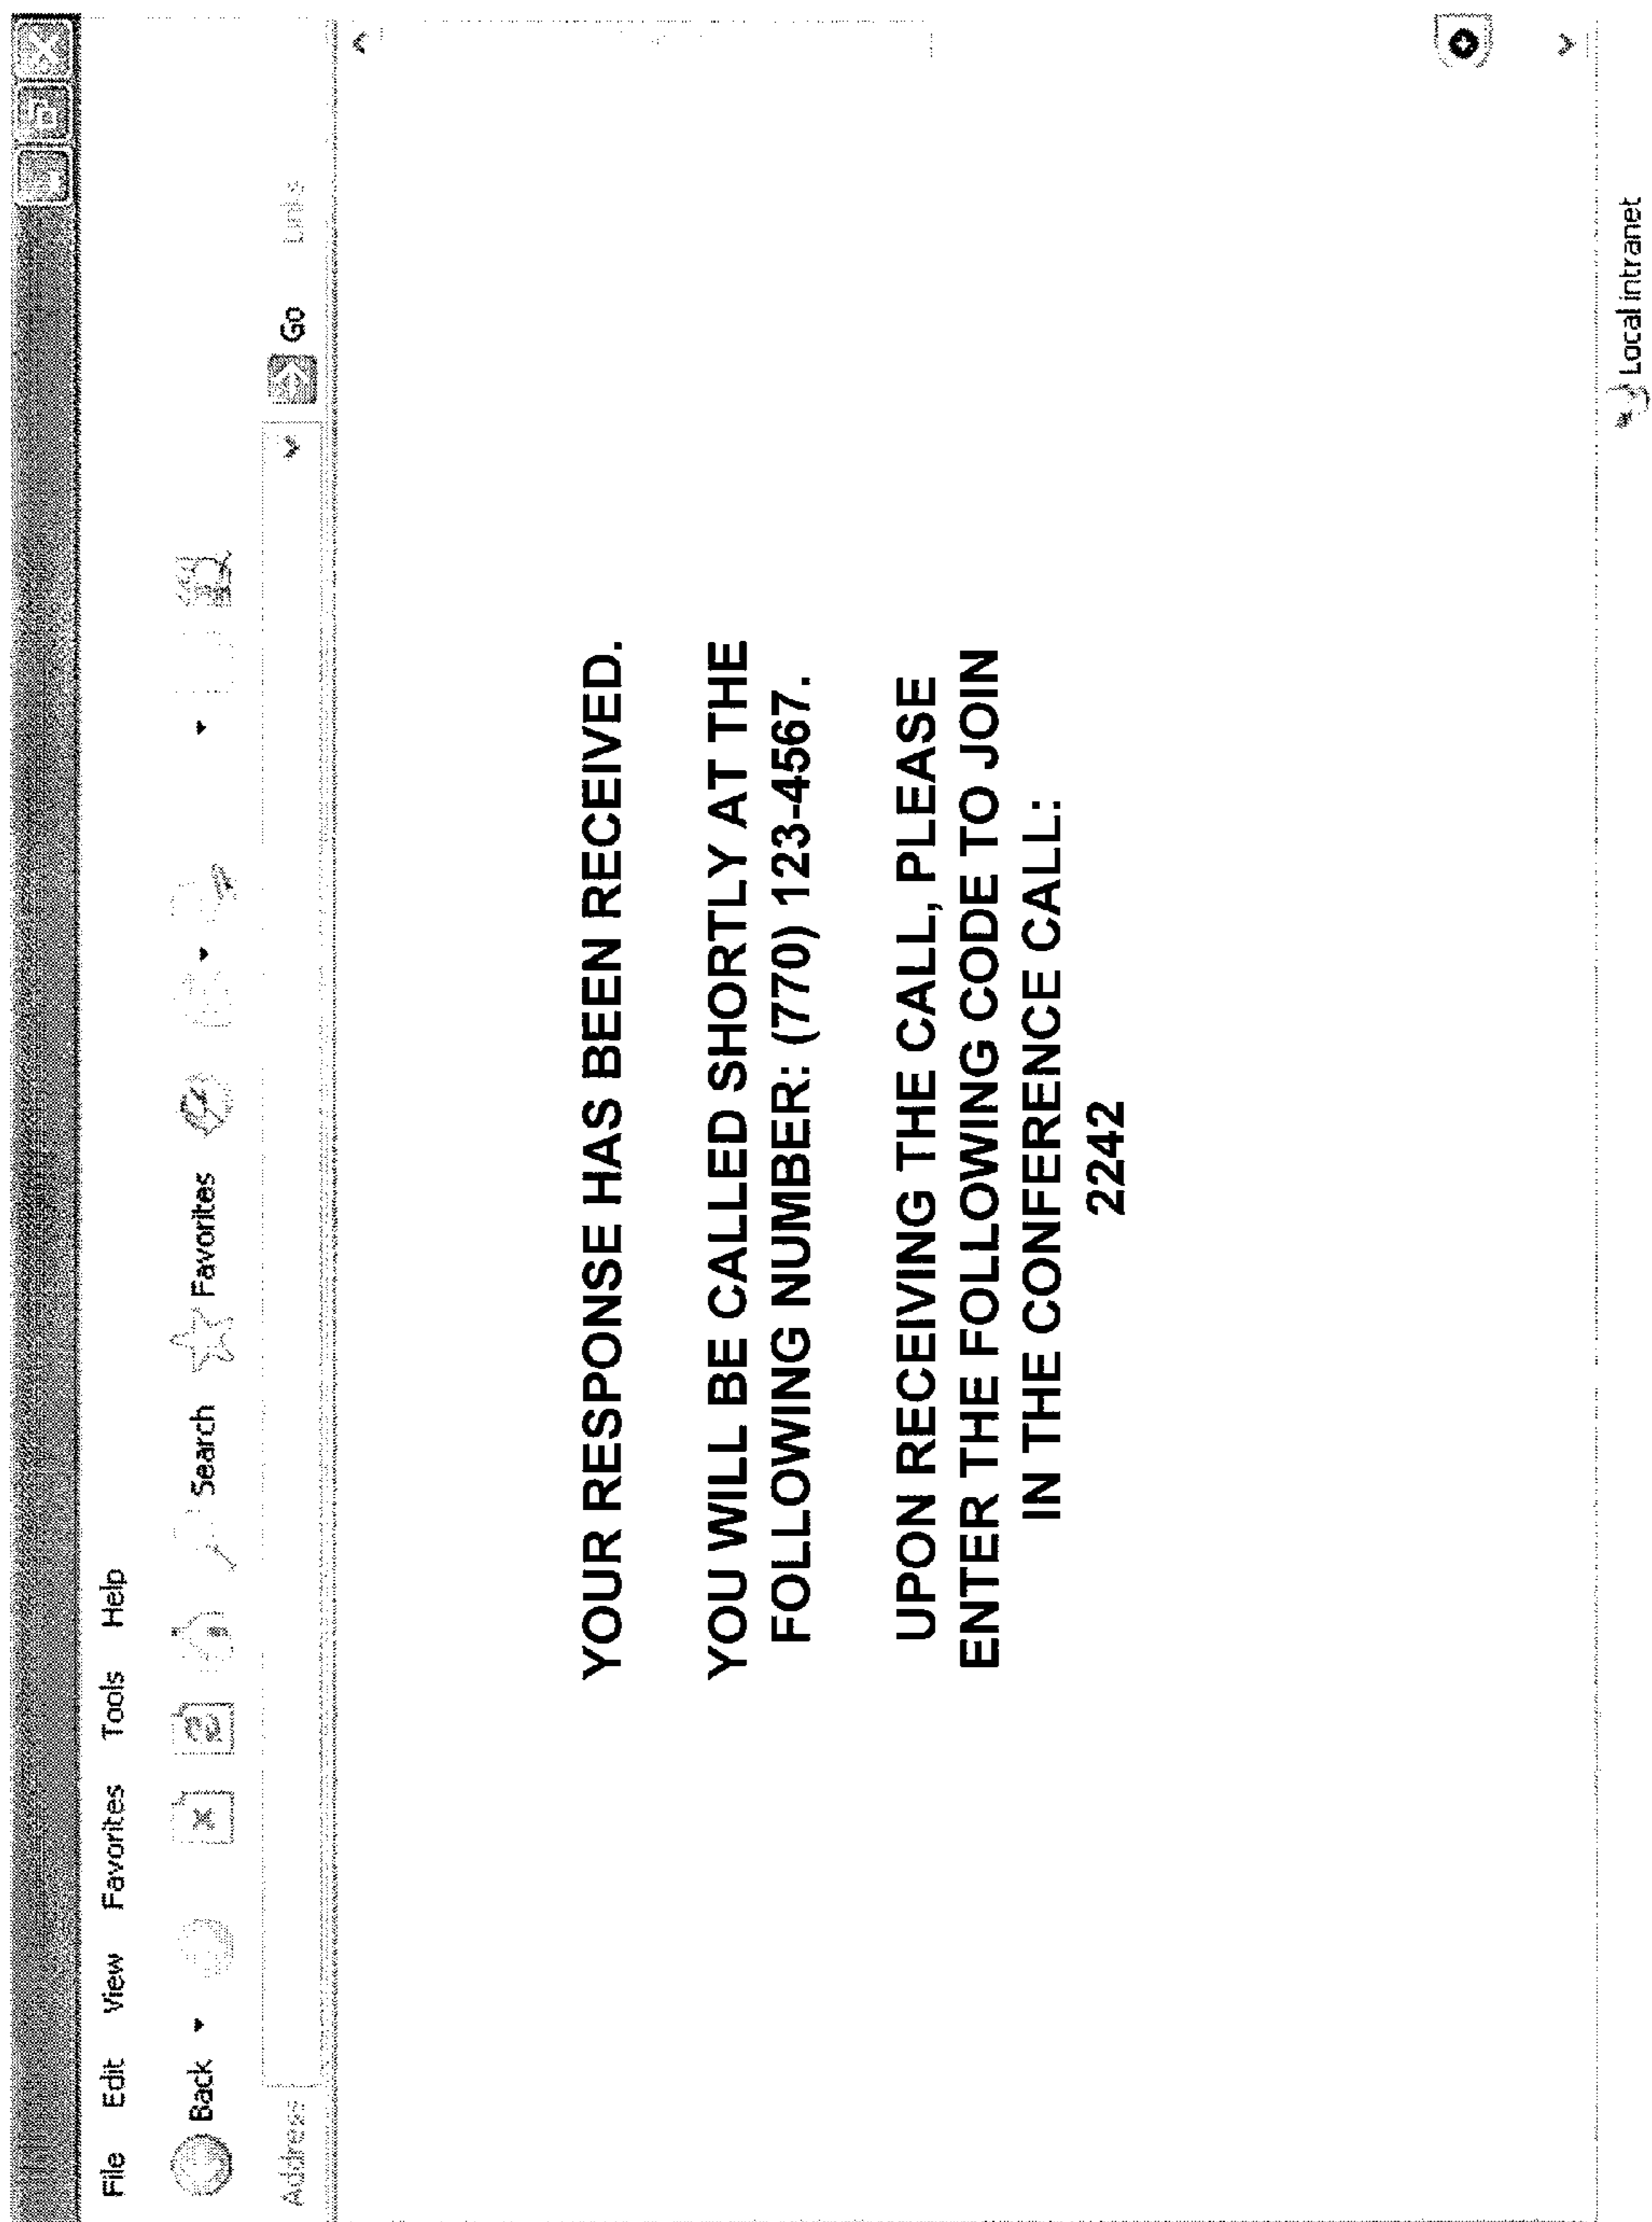 File Edit View Favorites Tools Help
Back Search Favorites
Address Go Links
YOUR RESPONSE HAS BEEN RECEIVED.
YOU WILL BE CALLED SHORTLY AT THE
FOLLOWING NUMBER: (770) 123-4567.
UPON RECEIVING THE CALL, PLEASE
ENTER THE FOLLOWING CODE TO JOIN
IN THE CONFERENCE CALL:
2242
Local intranet